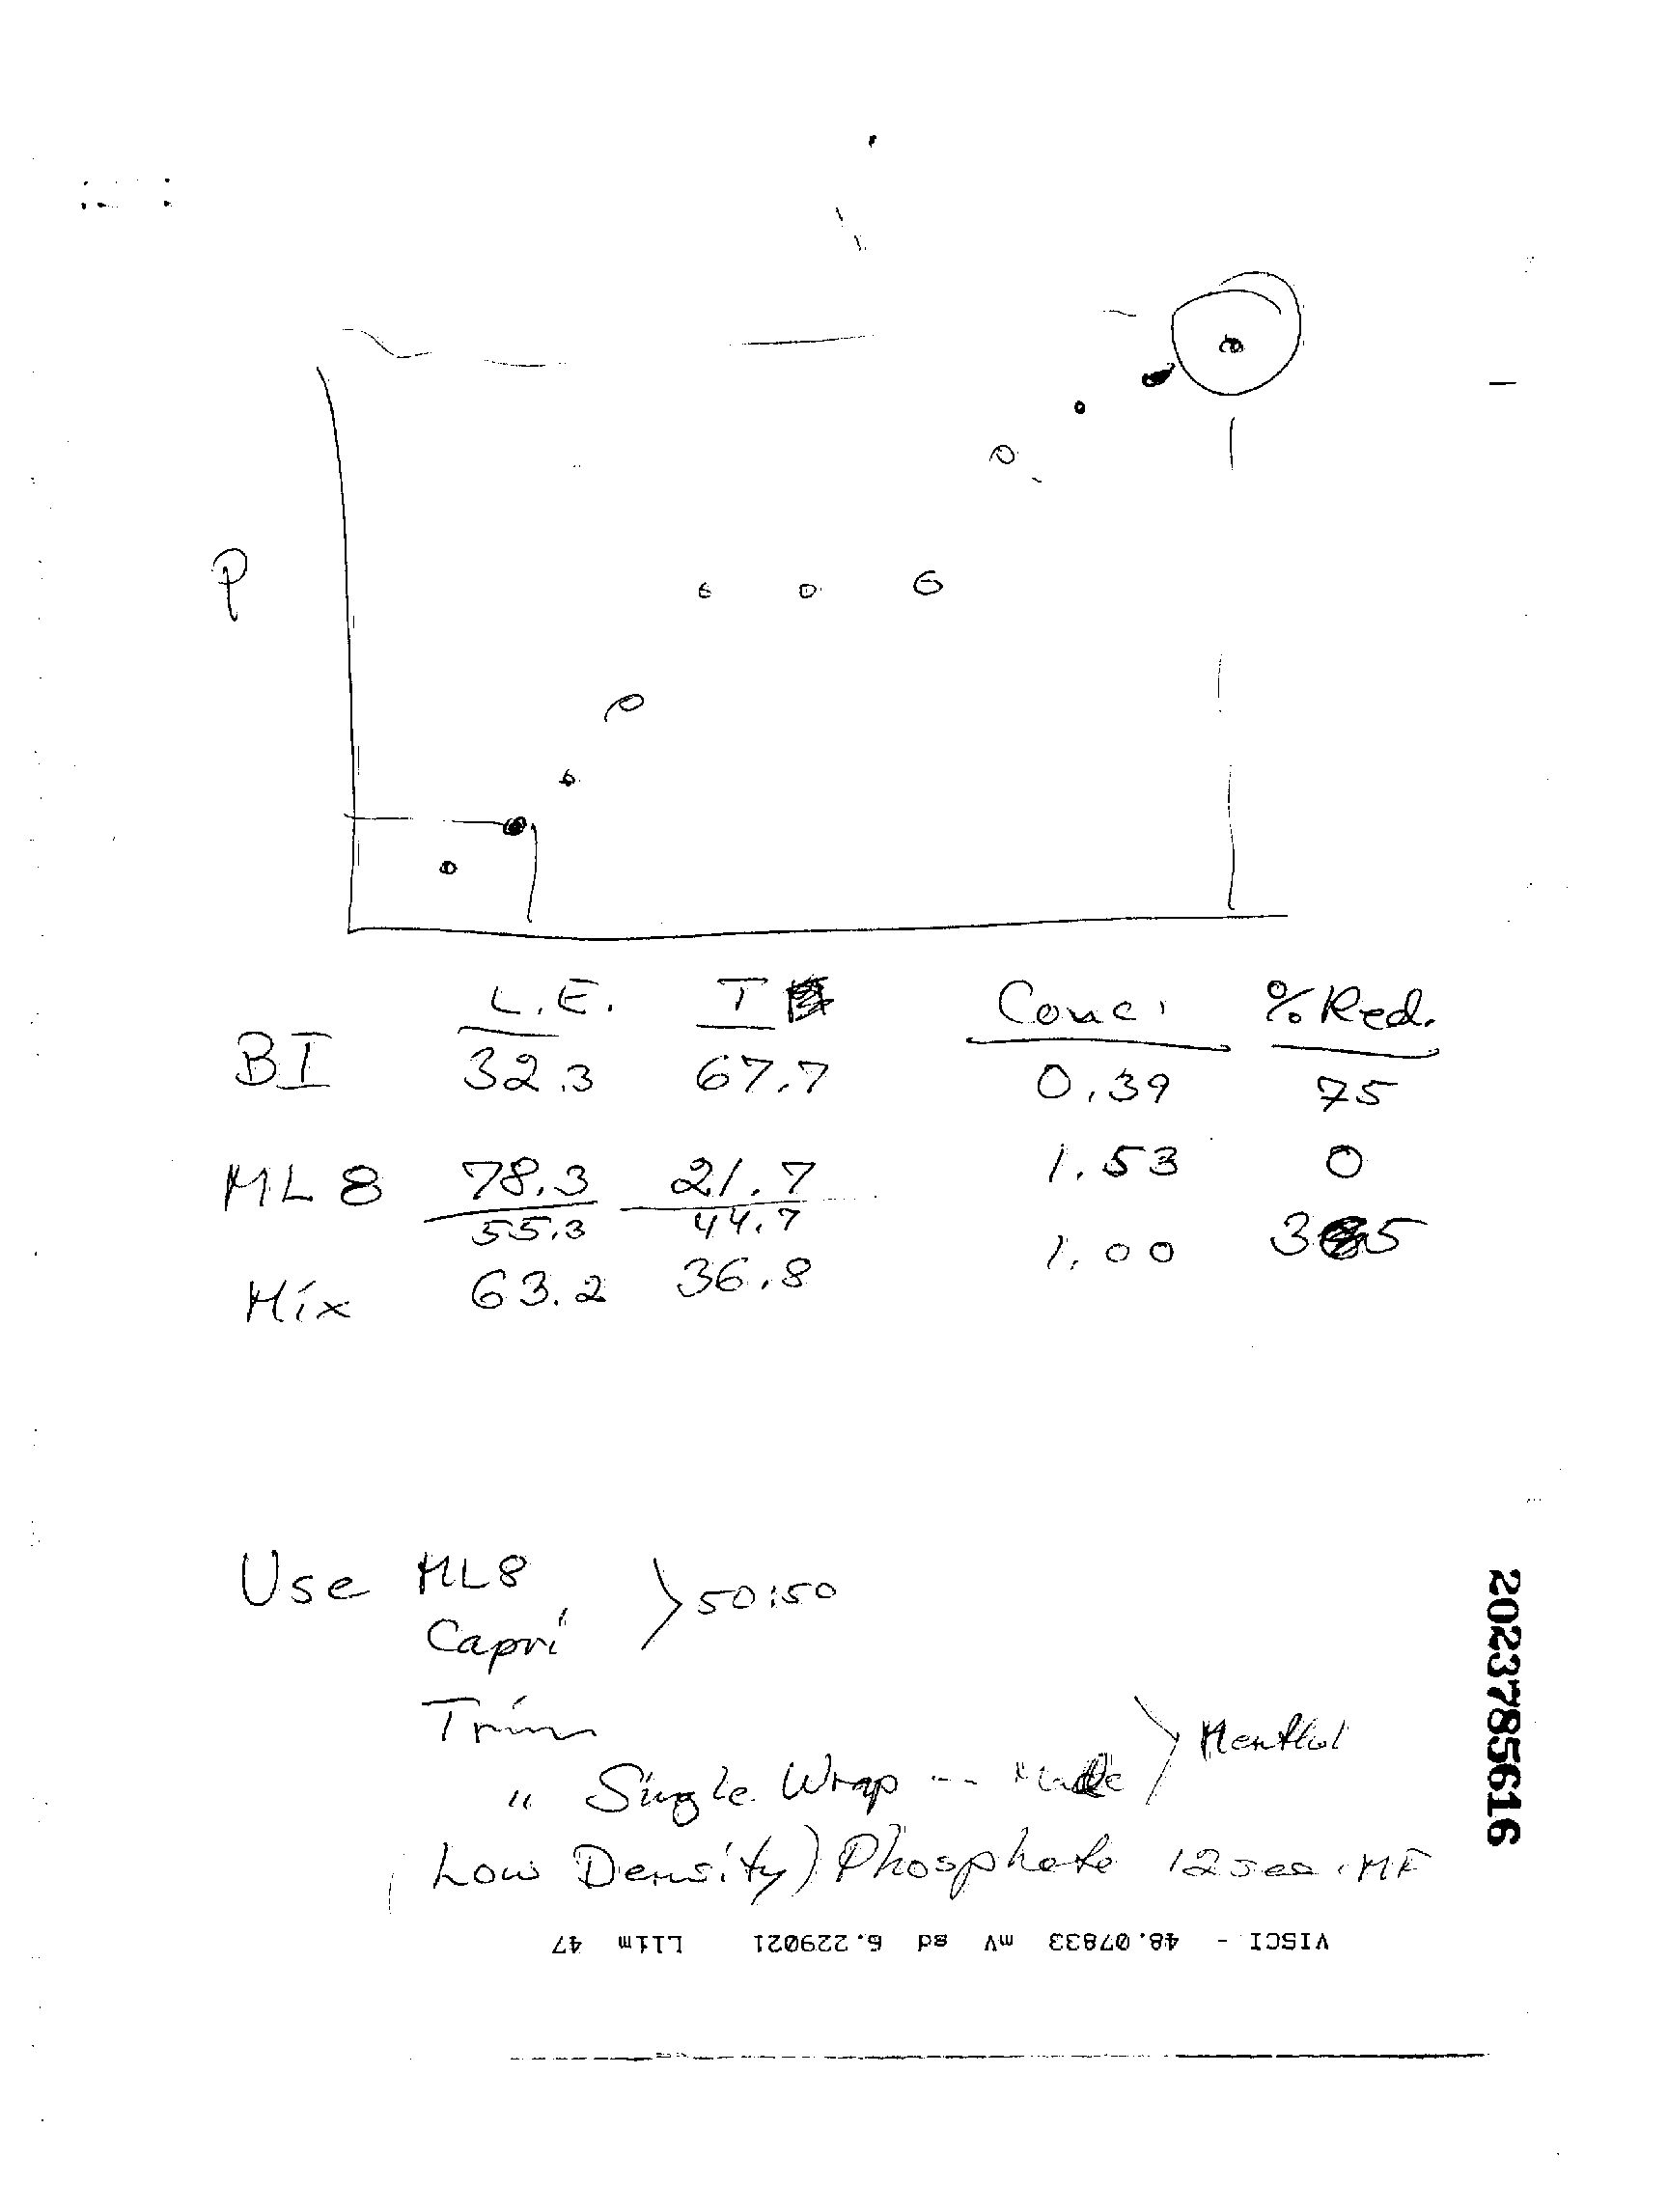 P
L.E. T Conc. % Red.
BI 32.3 67.7 0.39 75
ML 8 78.3 21.7 1.53 0
55.3 44.7
Mix 63.2 36.8 1.00 35
Use ML8
Capri > 50:50
Trim
" Single Wrap -- Made > Menthol
(Low Density) Phosphate 12 sec. MF
VISCI - 48.07833 mV sd 6.229021 Llim 47
2023785616